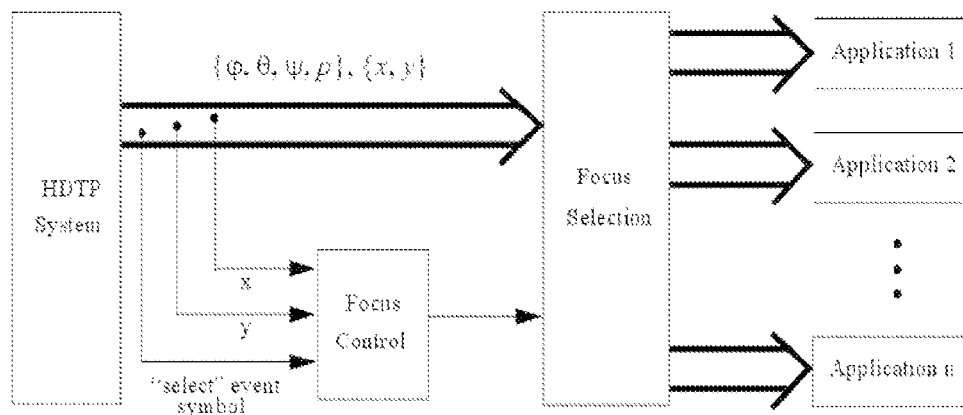 {φ, θ, ψ, ρ}, {x, y}
HDTP
System
x
y
"select" event
symbol
Focus
Control
Focus
Selection
Application 1
Application 2
Application n